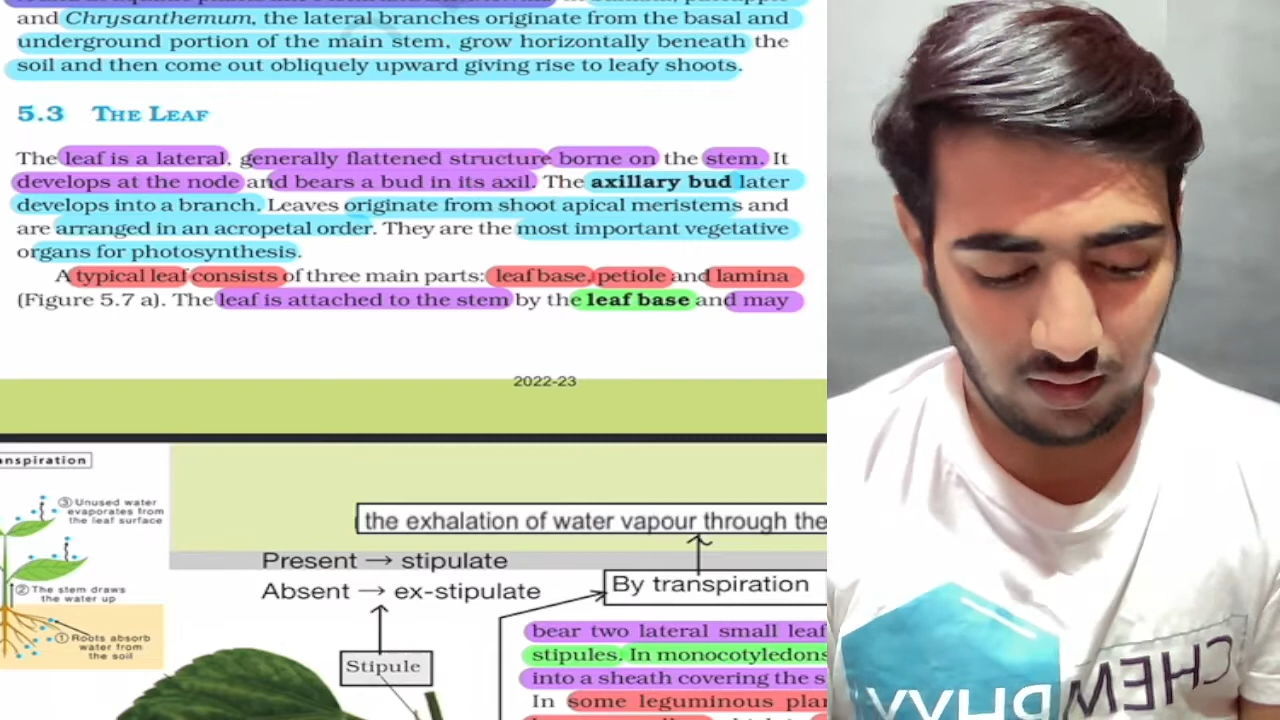 and Chrysanthemum, the lateral branches originate from the basal and
underground portion of the main stem, grow horizontally beneath the
soil and then come out obliquely upward giving rise to leafy shoots.
5.3 THE LEAF
The leaf is a lateral, generally flattened structure borne on the stem. It
develops at the node and bears a bud in its axil. The axillary bud later
develops into a branch. Leaves originate from shoot apical meristems and
are arranged in an acropetal order. They are the most important vegetative
organs for photosynthesis.
A typical leaf consists of three main parts: leaf base, petiole and lamina
(Figure 5.7 a). The leaf is attached to the stem by the leaf base and may
2022-23
nspiration
③ Unused water
evaporates from
the leaf surface
② The stem draws
the water up
① Roots absorb
water from
the soil
the exhalation of water vapour through the
Present → stipulate
Absent → ex-stipulate
By transpiration
Stipule
bear two lateral small leaf
stipules. In monocotyledons
into a sheath covering the s
In some leguminous plan
CHEM
PHY